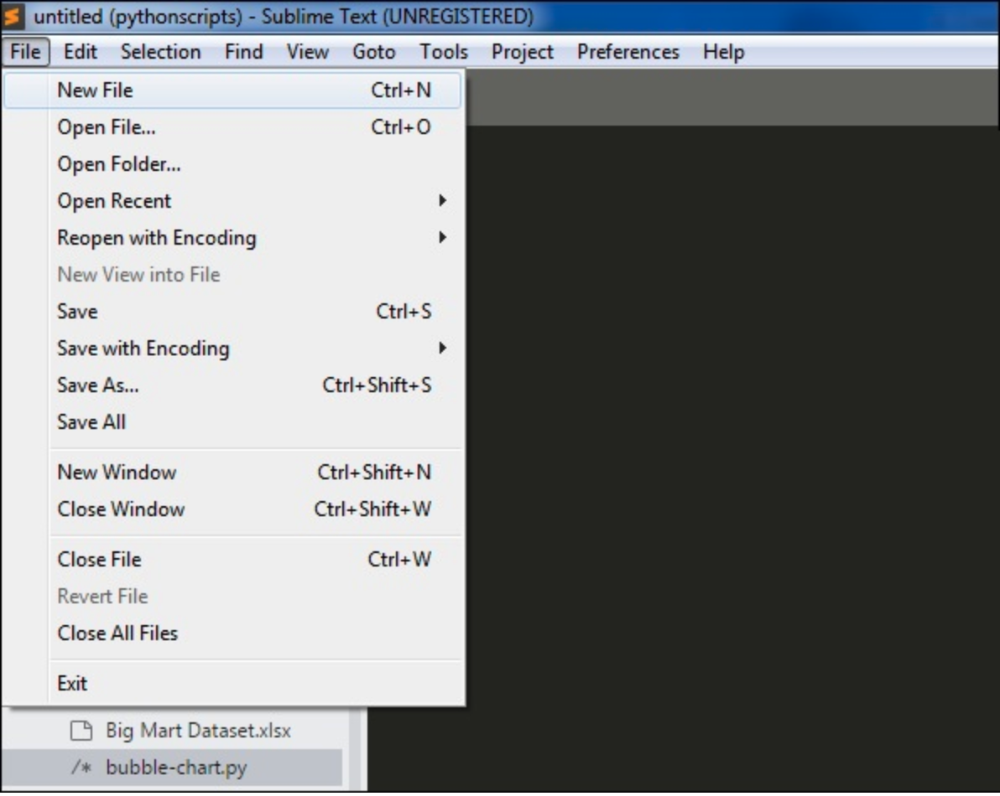 untitled (pythonscripts) - Sublime Text (UNREGISTERED)
File Edit Selection Find View Goto Tools Project Preferences Help
New File Ctrl+N
Open File... Ctrl+O
Open Folder...
Open Recent
Reopen with Encoding
New View into File
Save Ctrl+S
Save with Encoding
Save As... Ctrl+Shift+S
Save All
New Window Ctrl+Shift+N
Close Window Ctrl+Shift+W
Close File Ctrl+W
Revert File
Close All Files
Exit
Big Mart Dataset.xlsx
/* bubble-chart.py